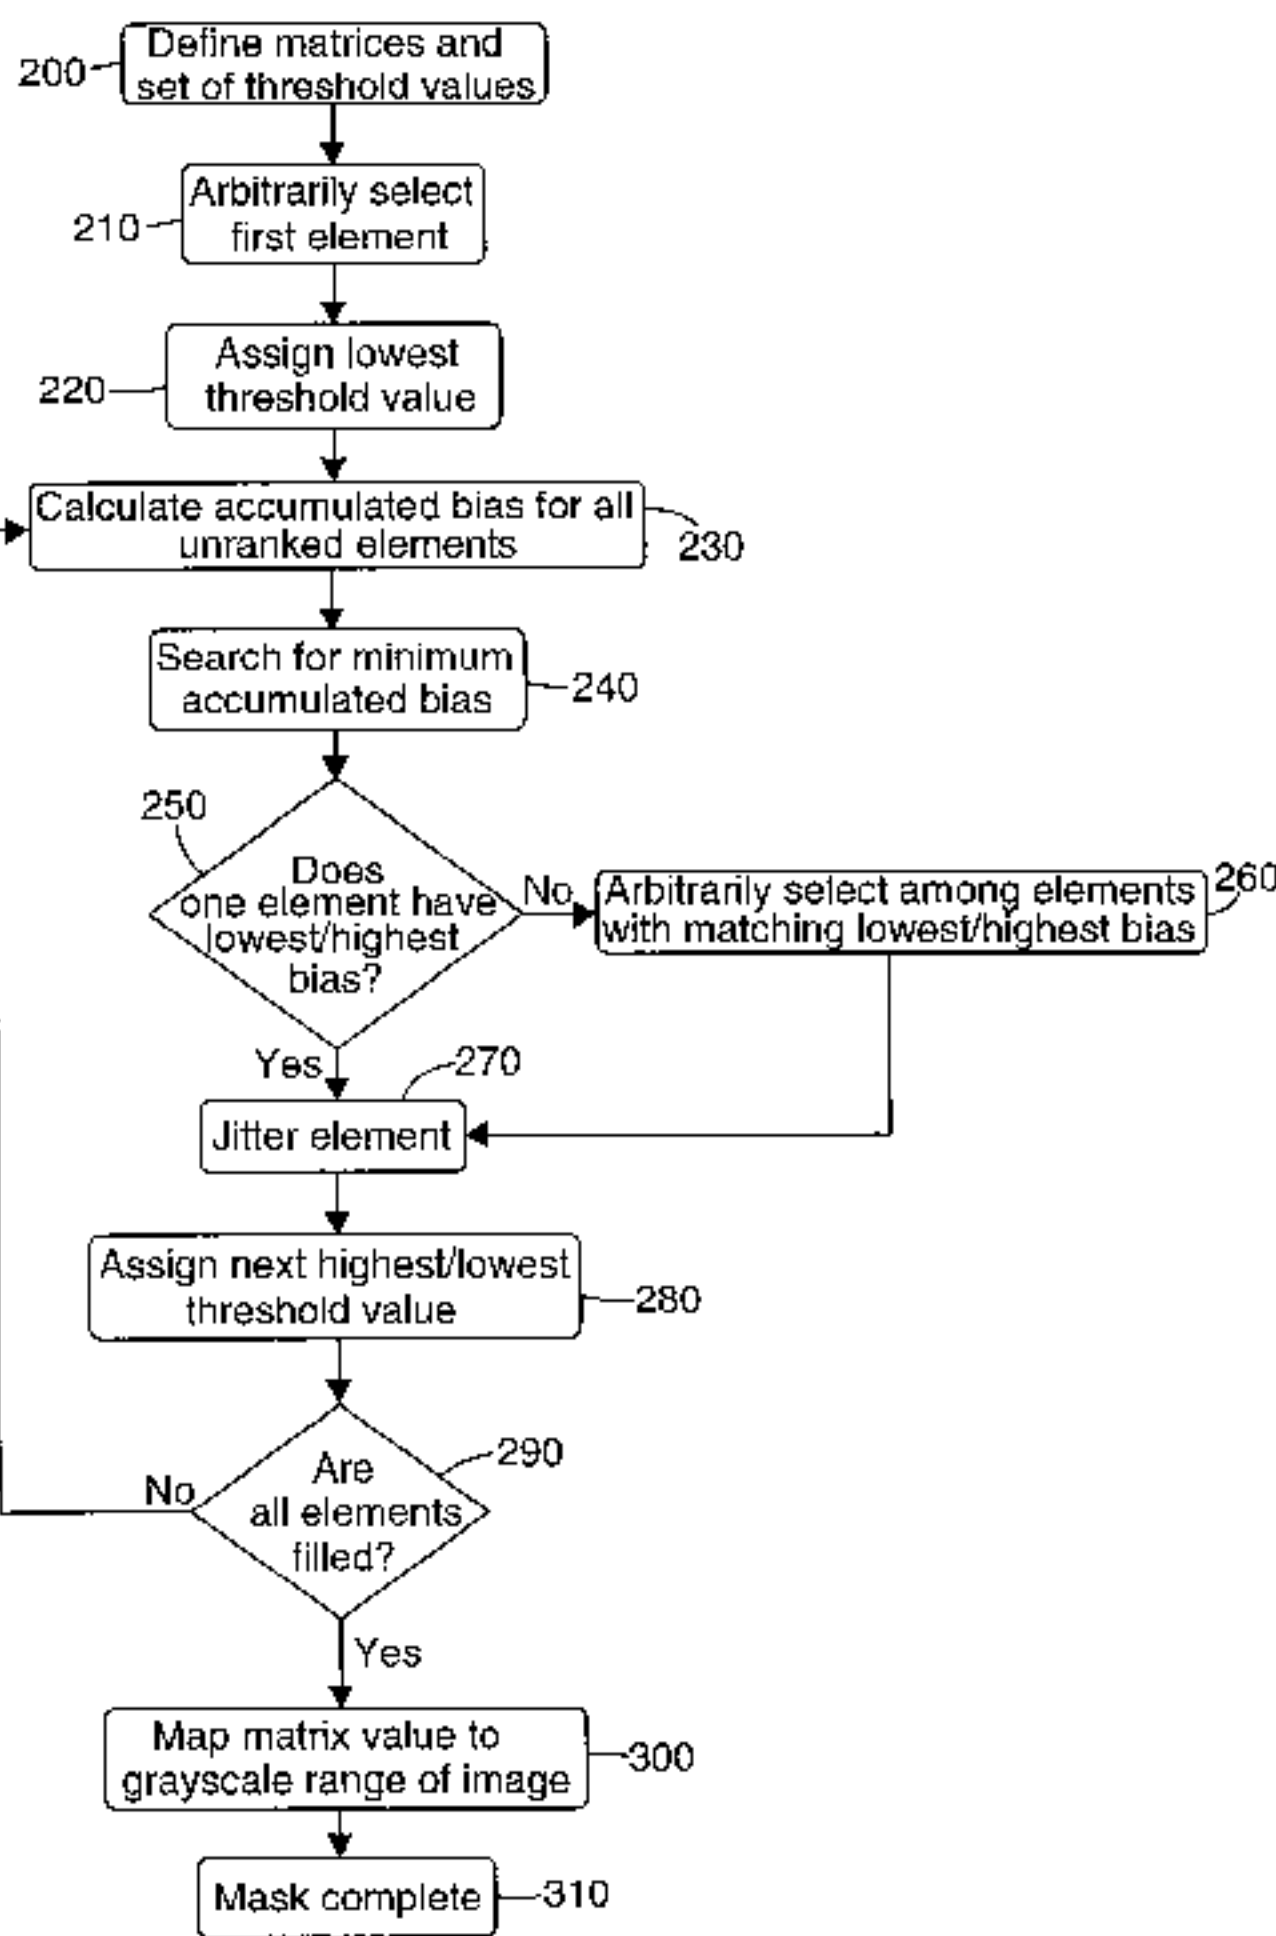 Define matrices and
200
set of threshold values
Arbitrarily select
210
first element
Assign lowest
220
threshold value
Calculate accumulated bias for all
unranked elements
230
Search for minimum
240
accumulated bias
250
Does
one element have
lowest/highest
bias?
No
Arbitrarily select among elements
260
with matching lowest/highest bias
Yes
270
Jitter element
Assign next highest/lowest
280
threshold value
290
Are
all elements
filled?
No
Yes
Map matrix value to
300
grayscale range of image
Mask complete
310